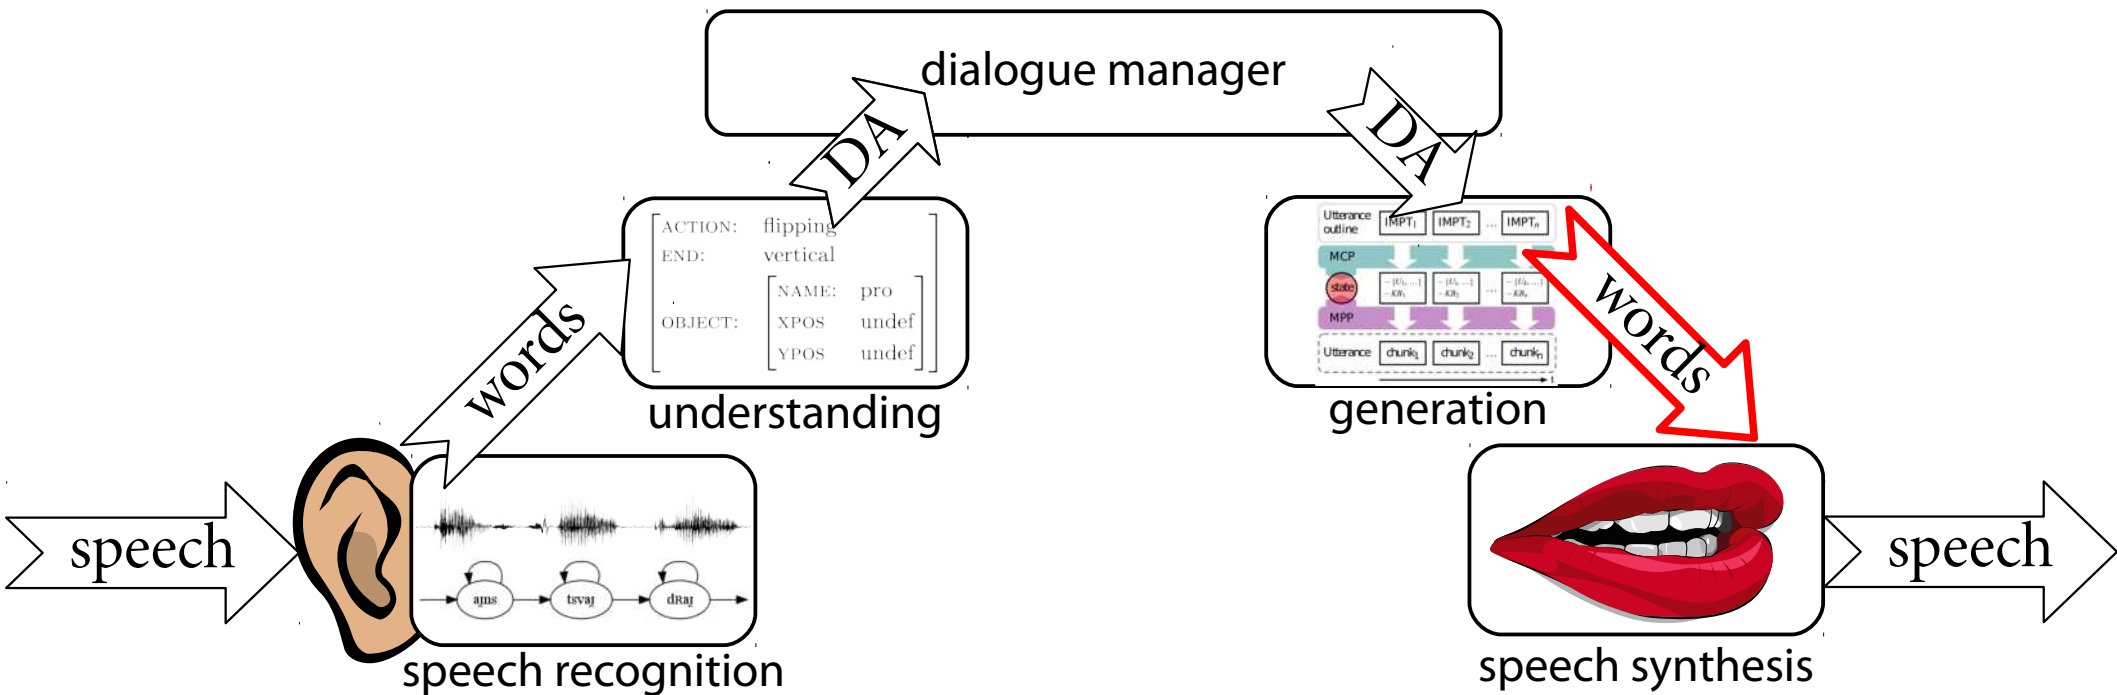 dialogue manager
DA
DA
ACTION: flipping
END: vertical
OBJECT:
NAME: pro
XPOS undef
YPOS undef
understanding
words
Utterance outline
IMPT1 IMPT2 ... IMPTn
MCP
state
MPP
Utterance
chunk1 chunk2 ... chunkn
t
generation
words
speech
ajms tsvaj dRaj
speech recognition
speech synthesis
speech